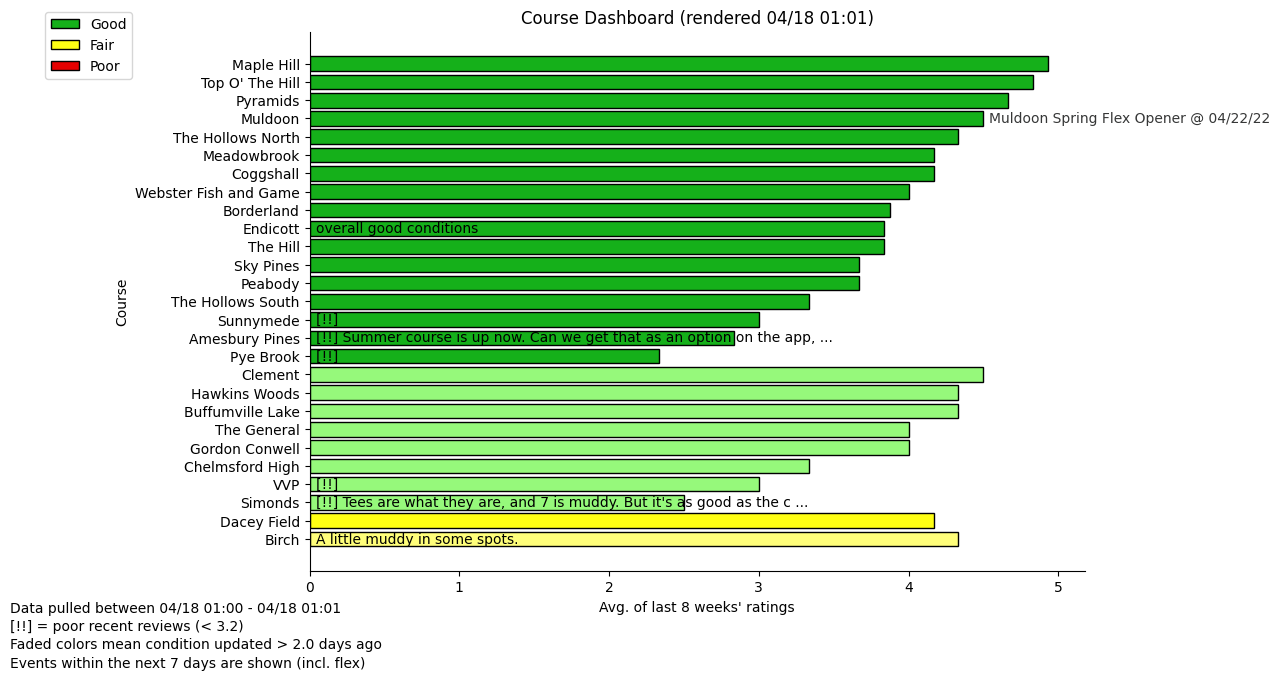 Course Dashboard (rendered 04/18 01:01)
Good
Fair
Poor
Course
Maple Hill
Top O' The Hill
Pyramids
Muldoon
Muldoon Spring Flex Opener @ 04/22/22
The Hollows North
Meadowbrook
Coggshall
Webster Fish and Game
Borderland
Endicott
overall good conditions
The Hill
Sky Pines
Peabody
The Hollows South
Sunnymede
[!!]
Amesbury Pines
[!!] Summer course is up now. Can we get that as an option on the app, ...
Pye Brook
[!!]
Clement
Hawkins Woods
Buffumville Lake
The General
Gordon Conwell
Chelmsford High
VVP
[!!]
Simonds
[!!] Tees are what they are, and 7 is muddy. But it's as good as the c ...
Dacey Field
Birch
A little muddy in some spots.
0 1 2 3 4 5
Avg. of last 8 weeks' ratings
Data pulled between 04/18 01:00 - 04/18 01:01
[!!] = poor recent reviews (< 3.2)
Faded colors mean condition updated > 2.0 days ago
Events within the next 7 days are shown (incl. flex)